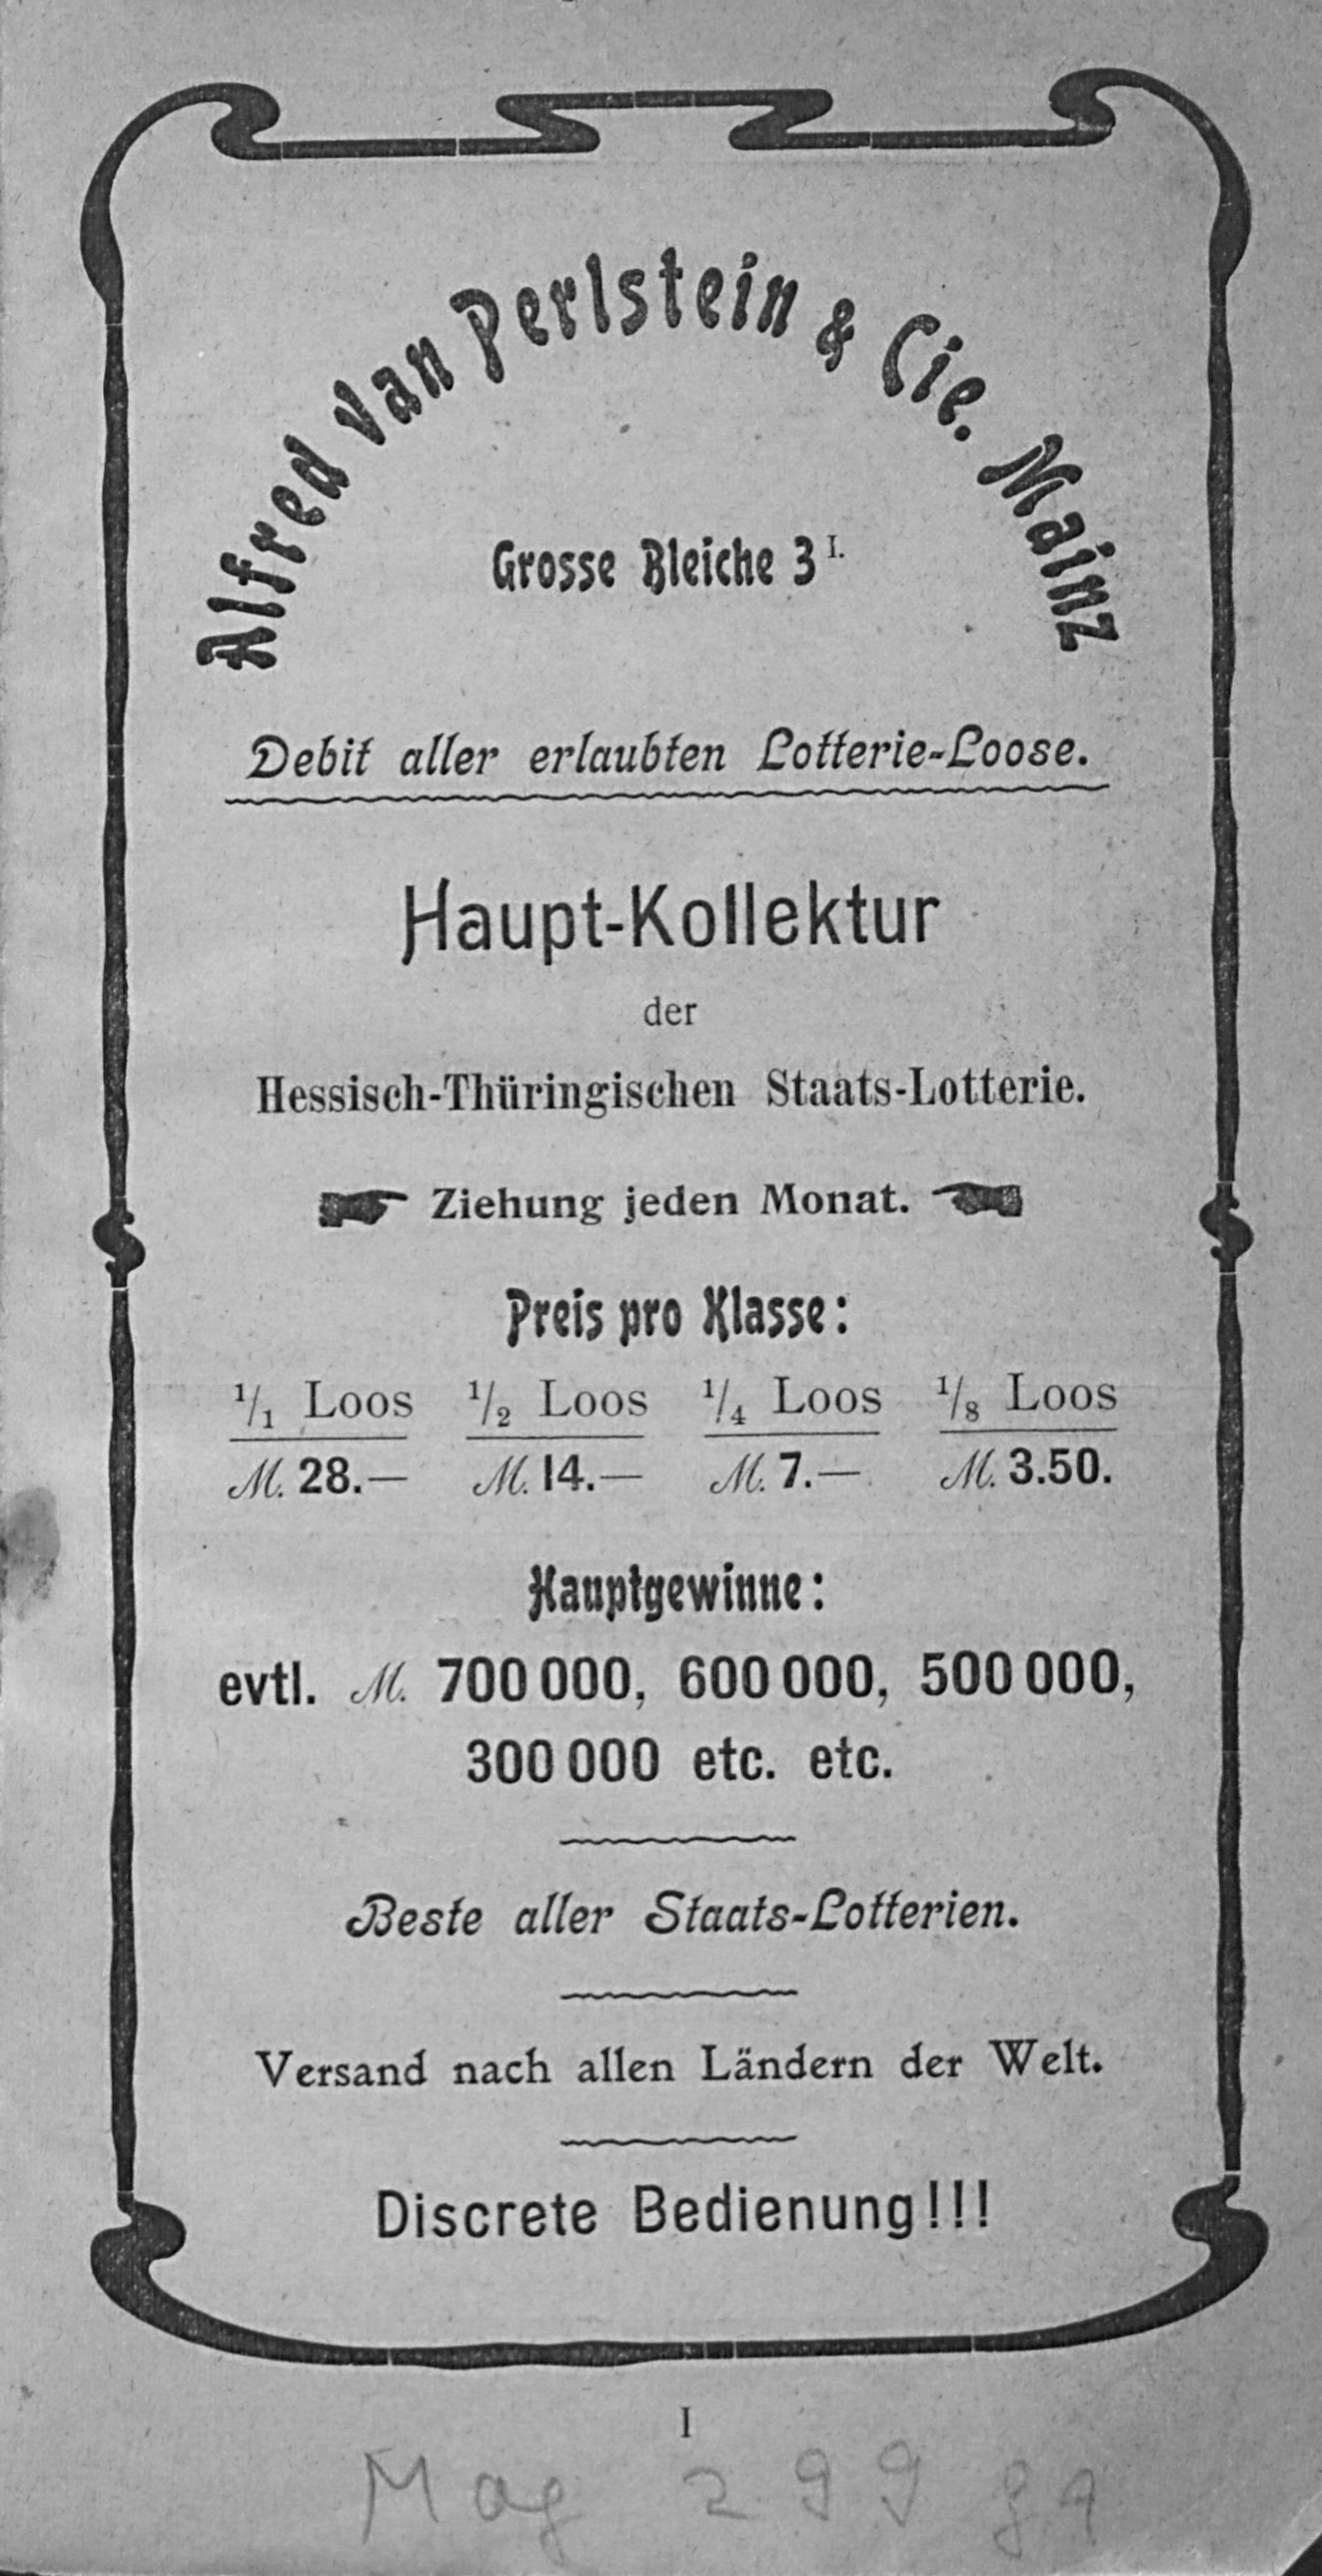 Alfred van Perlstein & Cie. Mainz
Grosse Bleiche 3 I.
Debit aller erlaubten Lotterie-Loose.
Haupt-Kollektur
der
Hessisch-Thüringischen Staats-Lotterie.
Ziehung jeden Monat.
Preis pro Klasse:
1/1 Loos 1/2 Loos 1/4 Loos 1/8 Loos
M. 28.— M. 14.— M. 7.— M. 3.50.
Hauptgewinne:
evtl. M. 700 000, 600 000, 500 000,
300 000 etc. etc.
Beste aller Staats-Lotterien.
Versand nach allen Ländern der Welt.
Discrete Bedienung!!!
I
Mag 299